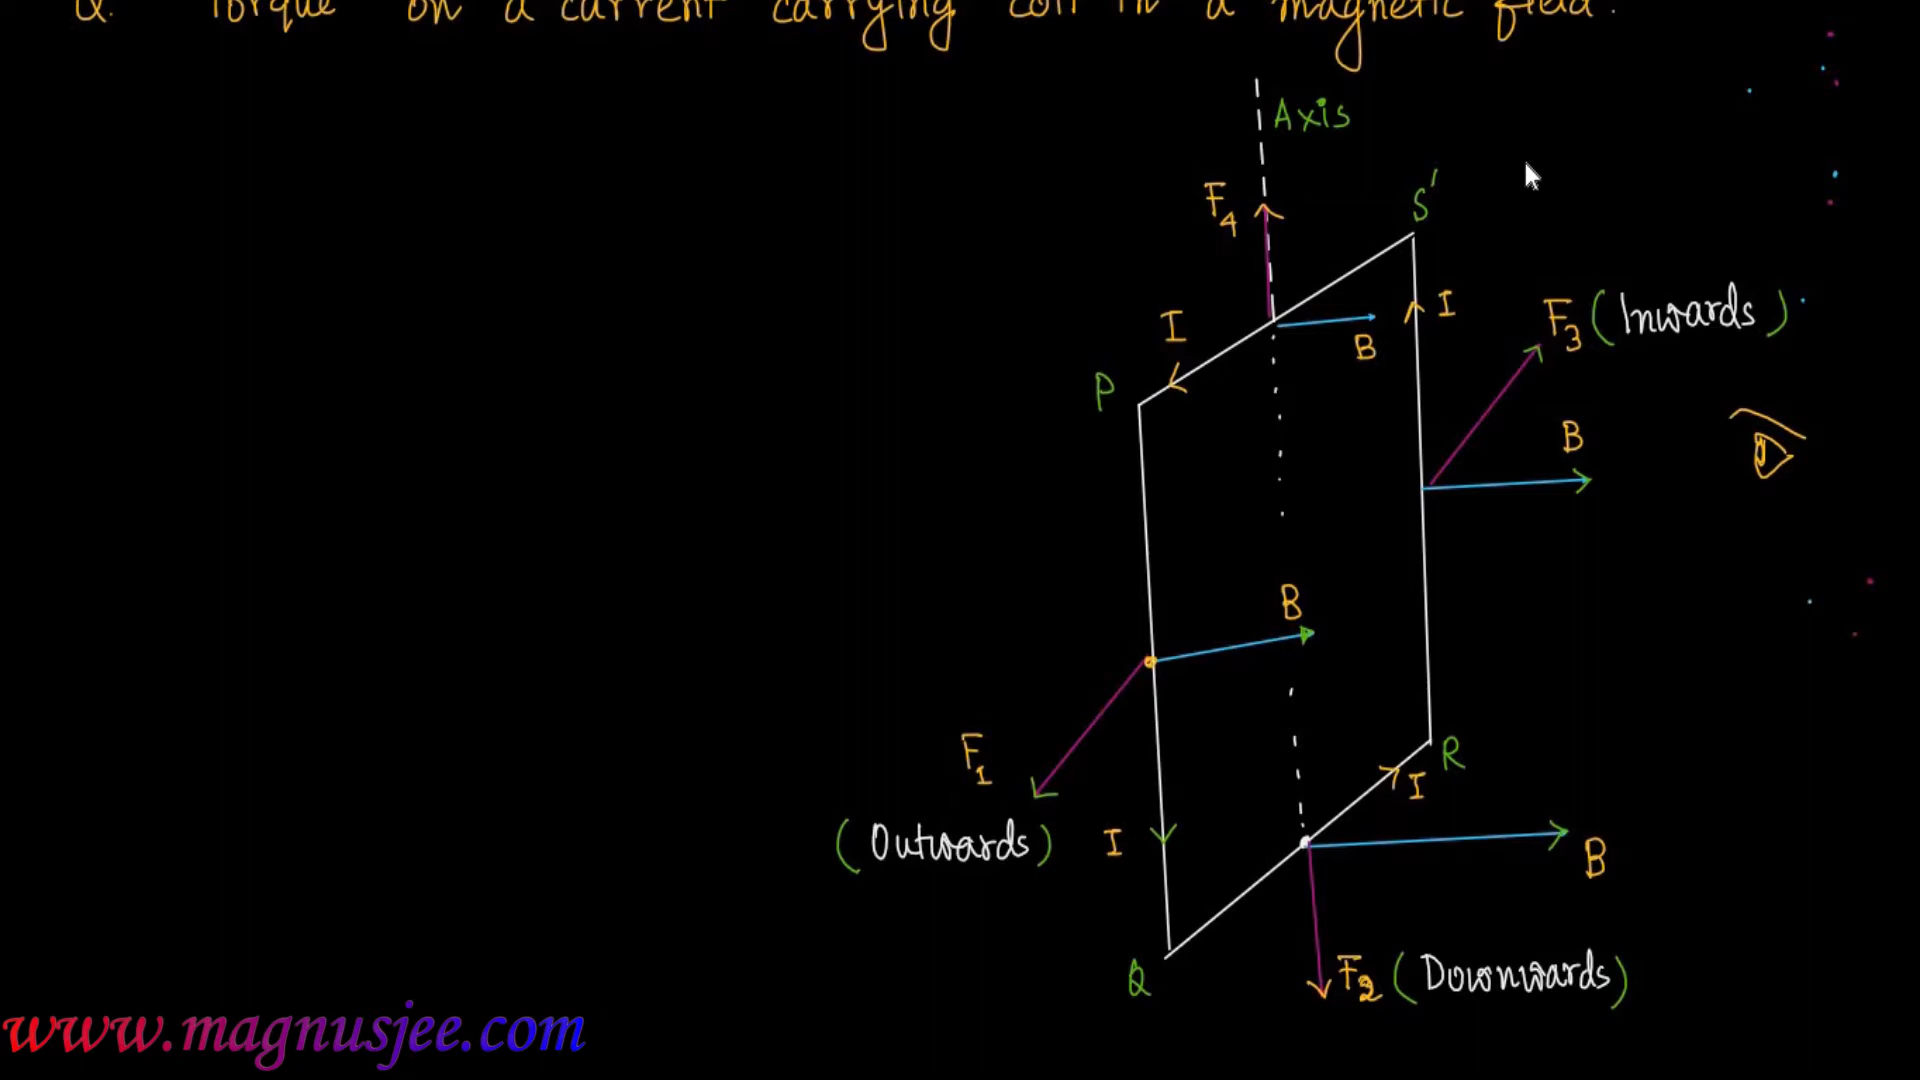 Q. Torque on a current carrying coil in a magnetic field.
Axis
F4
S'
I
I
F3 (Inwards)
B
P
B
B
F1
R
I
(Outwards)
I
B
Q
F2 (Downwards)
www.magnusjee.com